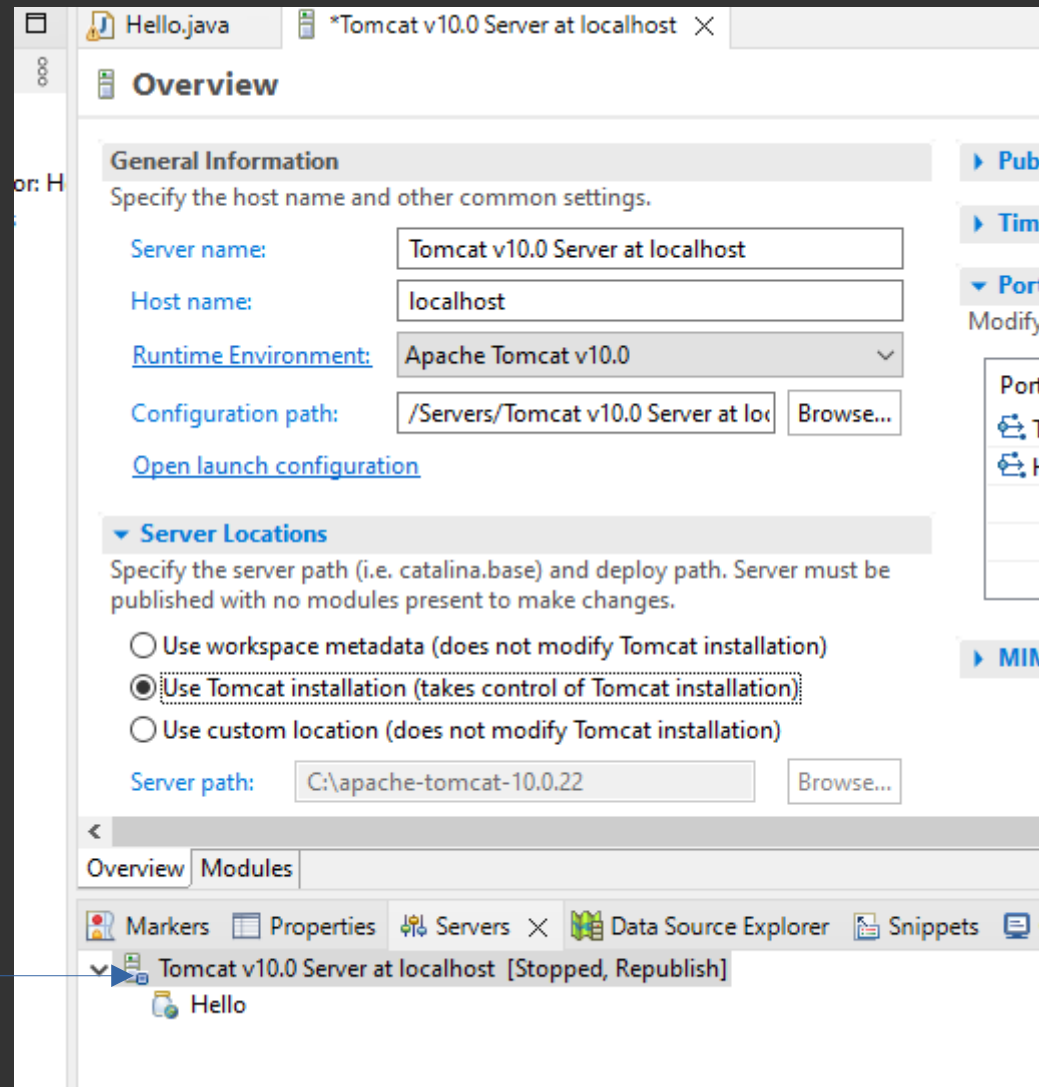 Hello.java
*Tomcat v10.0 Server at localhost
Overview
General Information
Specify the host name and other common settings.
Server name: Tomcat v10.0 Server at localhost
Host name: localhost
Runtime Environment: Apache Tomcat v10.0
Configuration path: /Servers/Tomcat v10.0 Server at loc Browse...
Open launch configuration
Server Locations
Specify the server path (i.e. catalina.base) and deploy path. Server must be
published with no modules present to make changes.
Use workspace metadata (does not modify Tomcat installation)
Use Tomcat installation (takes control of Tomcat installation)
Use custom location (does not modify Tomcat installation)
Server path: C:\apache-tomcat-10.0.22 Browse...
or: H
Pub
Tim
Port
Modify
Port
T
H
MIM
Overview Modules
Markers Properties Servers Data Source Explorer Snippets
Tomcat v10.0 Server at localhost [Stopped, Republish]
Hello